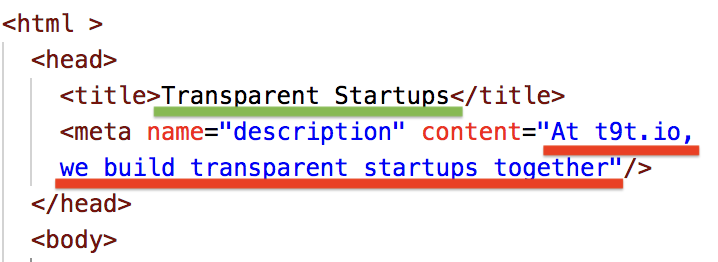 <html >
<head>
<title>Transparent Startups</title>
<meta name="description" content="At t9t.io,
we build transparent startups together"/>
</head>
<body>